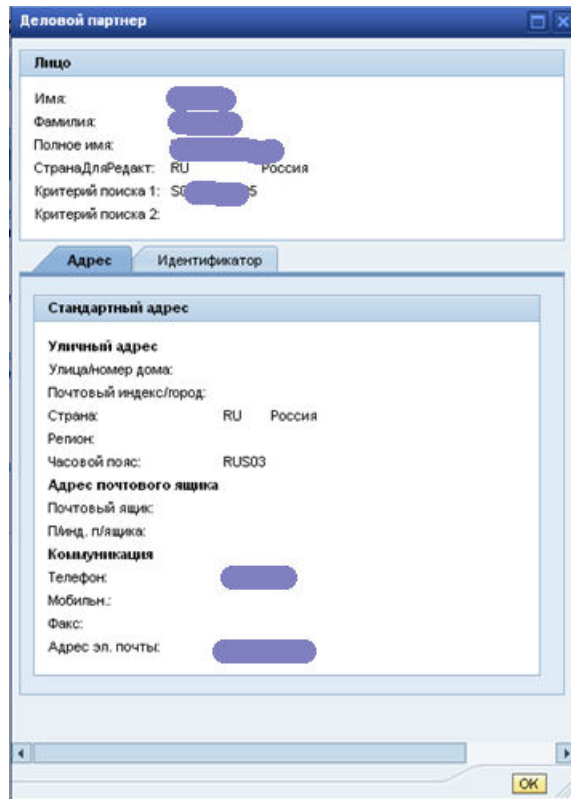 Деловой партнер
Лицо
Имя:
Фамилия:
Полное имя:
СтранаДляРедакт: RU Россия
Критерий поиска 1: S0 5
Критерий поиска 2:
Адрес Идентификатор
Стандартный адрес
Уличный адрес
Улица/номер дома:
Почтовый индекс/город:
Страна: RU Россия
Регион:
Часовой пояс: RUS03
Адрес почтового ящика
Почтовый ящик:
П/инд. п/ящика:
Коммуникация
Телефон:
Мобильн.:
Факс:
Адрес эл. почты:
OK